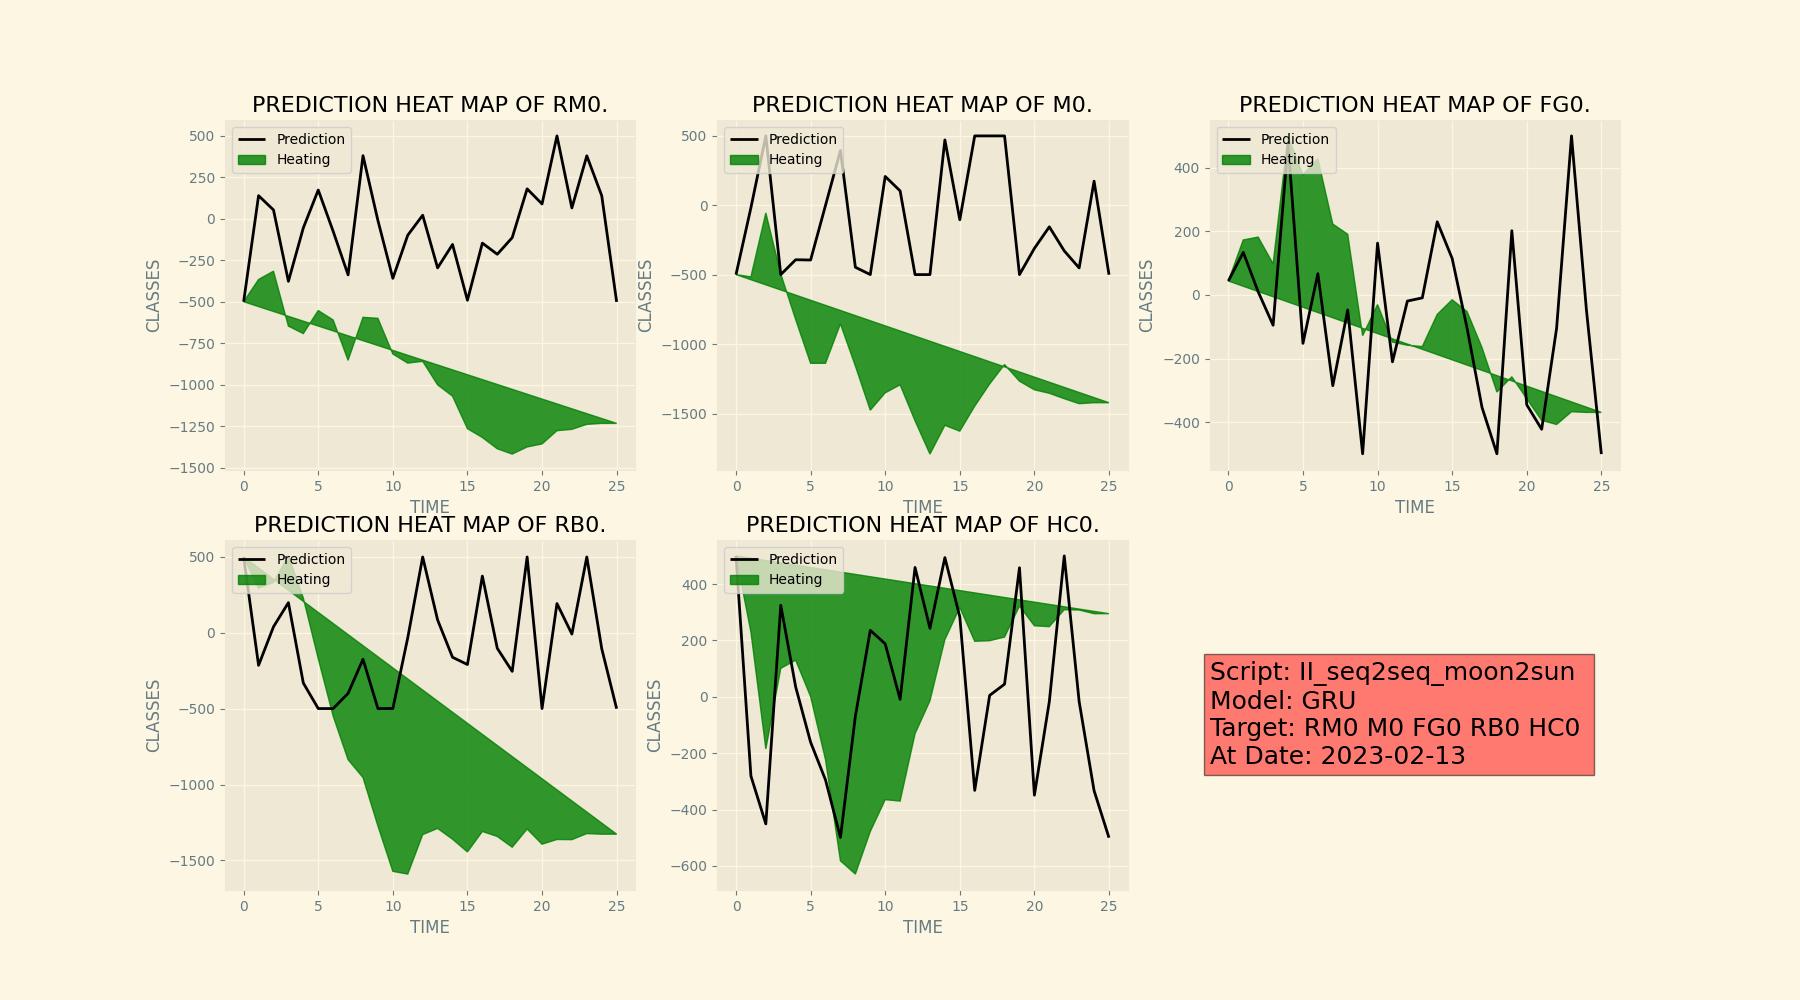 PREDICTION HEAT MAP OF RM0.
Prediction
Heating
CLASSES
500
250
0
−250
−500
−750
−1000
−1250
−1500
0 5 10 15 20 25
TIME
PREDICTION HEAT MAP OF M0.
Prediction
Heating
CLASSES
500
0
−500
−1000
−1500
0 5 10 15 20 25
TIME
PREDICTION HEAT MAP OF FG0.
Prediction
Heating
CLASSES
400
200
0
−200
−400
0 5 10 15 20 25
TIME
PREDICTION HEAT MAP OF RB0.
Prediction
Heating
CLASSES
500
0
−500
−1000
−1500
0 5 10 15 20 25
TIME
PREDICTION HEAT MAP OF HC0.
Prediction
Heating
CLASSES
400
200
0
−200
−400
−600
0 5 10 15 20 25
TIME
Script: II_seq2seq_moon2sun
Model: GRU
Target: RM0 M0 FG0 RB0 HC0
At Date: 2023-02-13